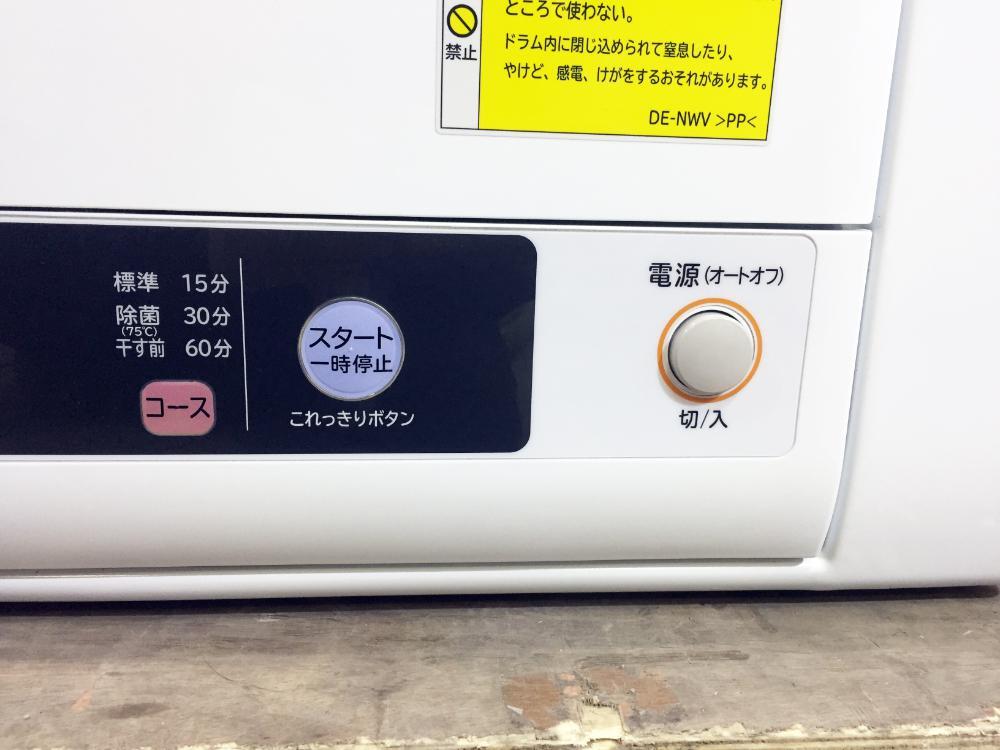 ところで使わない。
禁止
ドラム内に閉じ込められて窒息したり、
やけど、感電、けがをするおそれがあります。
DE-NWV >PP<
標準 15分
除菌 30分
(75℃)
干す前 60分
コース
スタート
一時停止
これっきりボタン
電源(オートオフ)
切/入